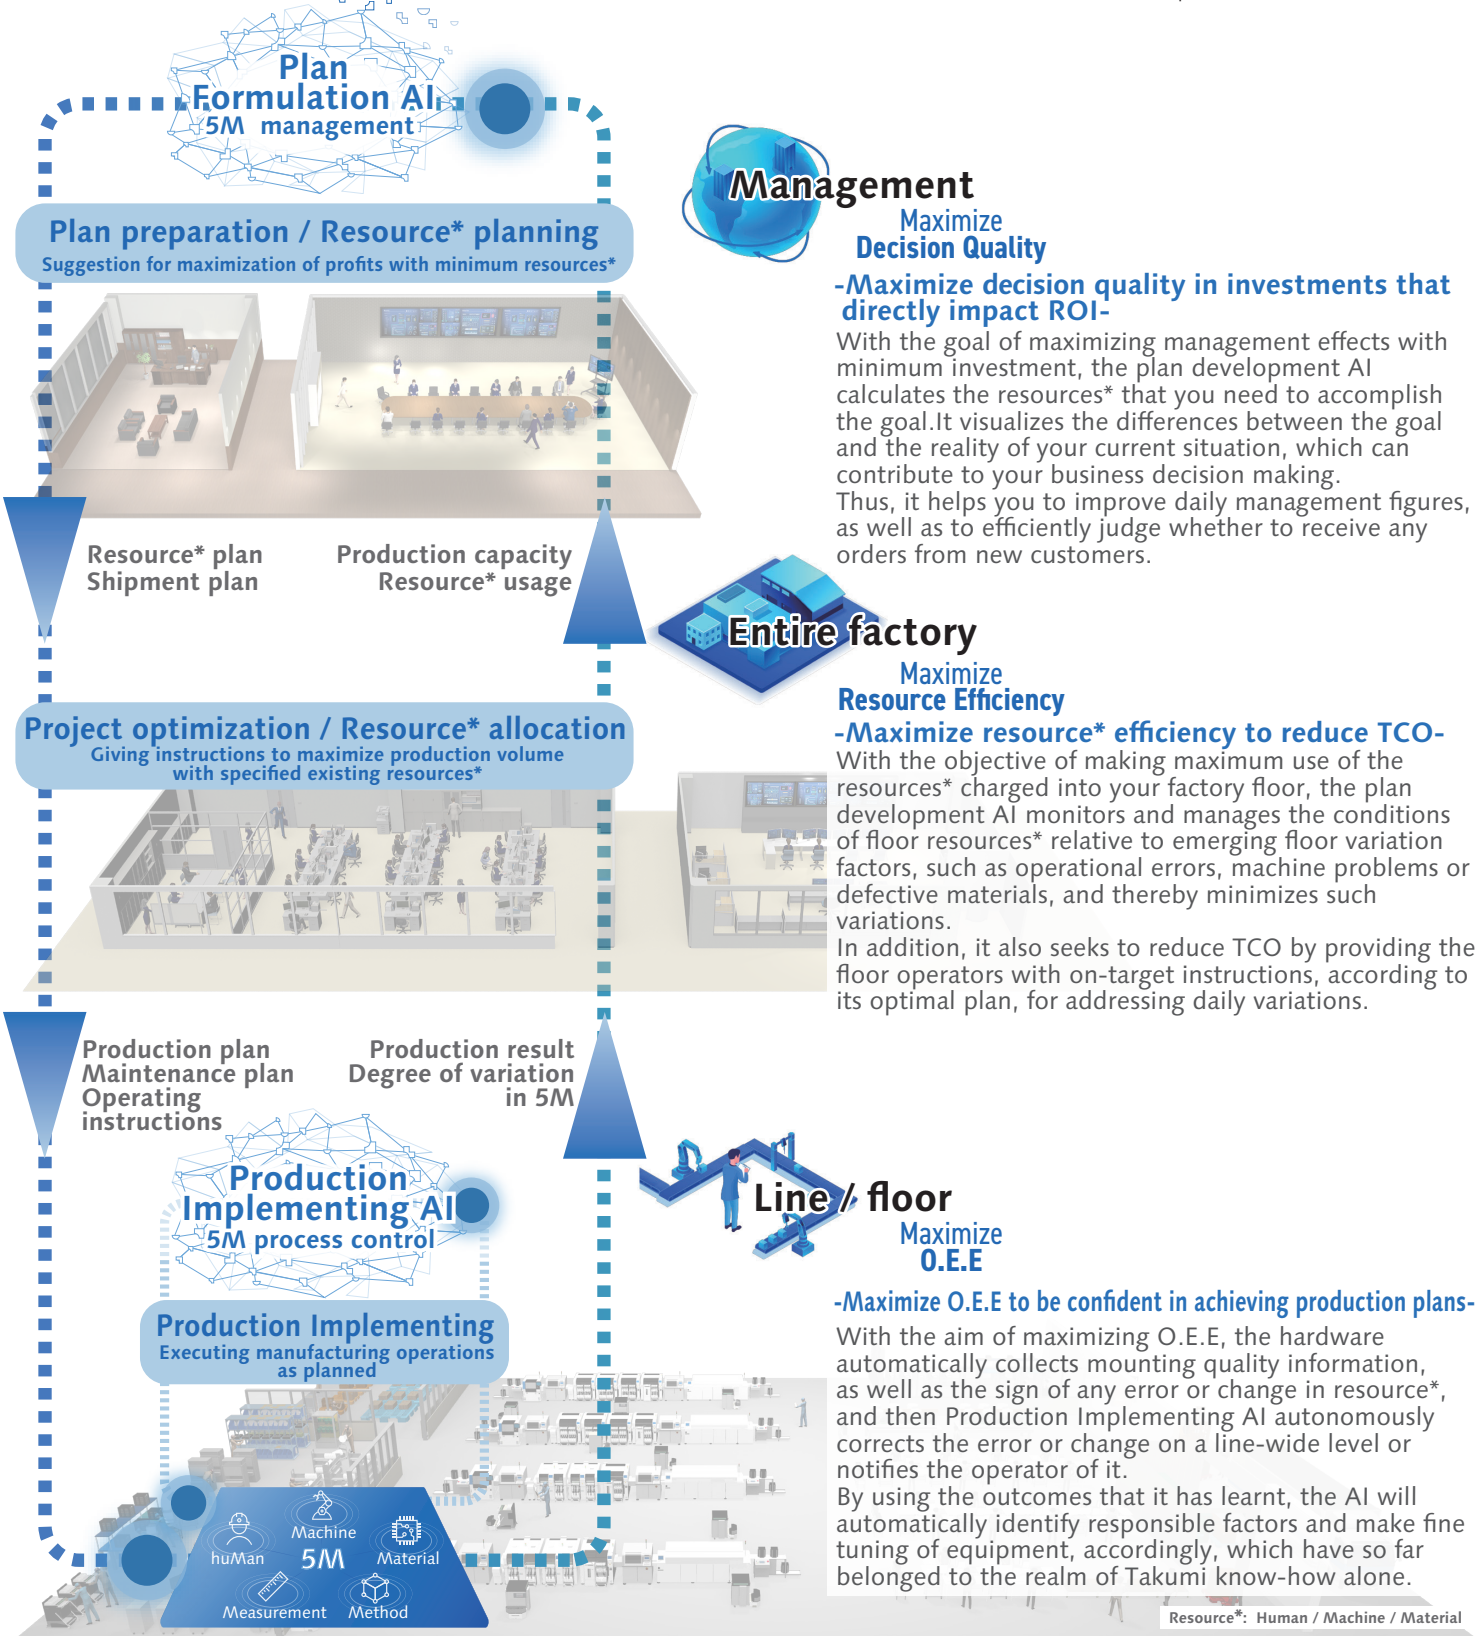 Plan
Formulation AI
5M management
Plan preparation / Resource* planning
Suggestion for maximization of profits with minimum resources*
Resource* plan
Shipment plan
Production capacity
Resource* usage
Project optimization / Resource* allocation
Giving instructions to maximize production volume
with specified existing resources*
Production plan
Maintenance plan
Operating
instructions
Production result
Degree of variation
in 5M
Production
Implementing AI
5M process control
Production Implementing
Executing manufacturing operations
as planned
Machine
huMan
5M
Material
Measurement
Method
Management
Maximize
Decision Quality
-Maximize decision quality in investments that
directly impact ROI-
With the goal of maximizing management effects with
minimum investment, the plan development AI
calculates the resources* that you need to accomplish
the goal.It visualizes the differences between the goal
and the reality of your current situation, which can
contribute to your business decision making.
Thus, it helps you to improve daily management figures,
as well as to efficiently judge whether to receive any
orders from new customers.
Entire factory
Maximize
Resource Efficiency
-Maximize resource* efficiency to reduce TCO-
With the objective of making maximum use of the
resources* charged into your factory floor, the plan
development AI monitors and manages the conditions
of floor resources* relative to emerging floor variation
factors, such as operational errors, machine problems or
defective materials, and thereby minimizes such
variations.
In addition, it also seeks to reduce TCO by providing the
floor operators with on-target instructions, according to
its optimal plan, for addressing daily variations.
Line / floor
Maximize
O.E.E
-Maximize O.E.E to be confident in achieving production plans-
With the aim of maximizing O.E.E, the hardware
automatically collects mounting quality information,
as well as the sign of any error or change in resource*,
and then Production Implementing AI autonomously
corrects the error or change on a line-wide level or
notifies the operator of it.
By using the outcomes that it has learnt, the AI will
automatically identify responsible factors and make fine
tuning of equipment, accordingly, which have so far
belonged to the realm of Takumi know-how alone.
Resource*: Human / Machine / Material